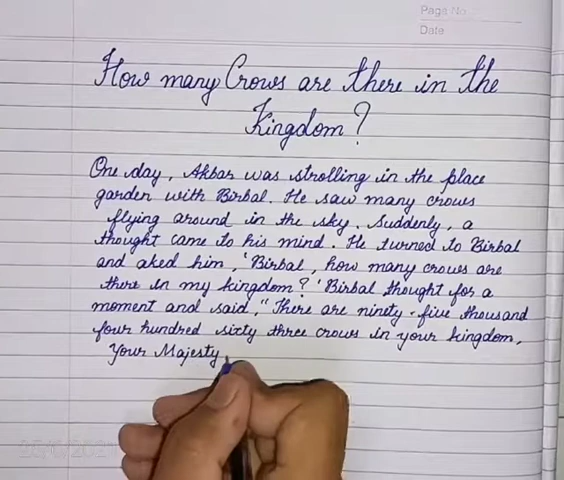 Page No
Date
How many Crows are there in the
Kingdom?
One day, Akbar was strolling in the place
garden with Birbal. He saw many crows
flying around in the sky. Suddenly, a
thought came to his mind. He turned to Birbal
and aked him, 'Birbal, how many crows are
there in my kingdom?' Birbal thought for a
moment and said, "There are ninety-five thousand
four hundred sixty three crows in your kingdom,
Your Majesty